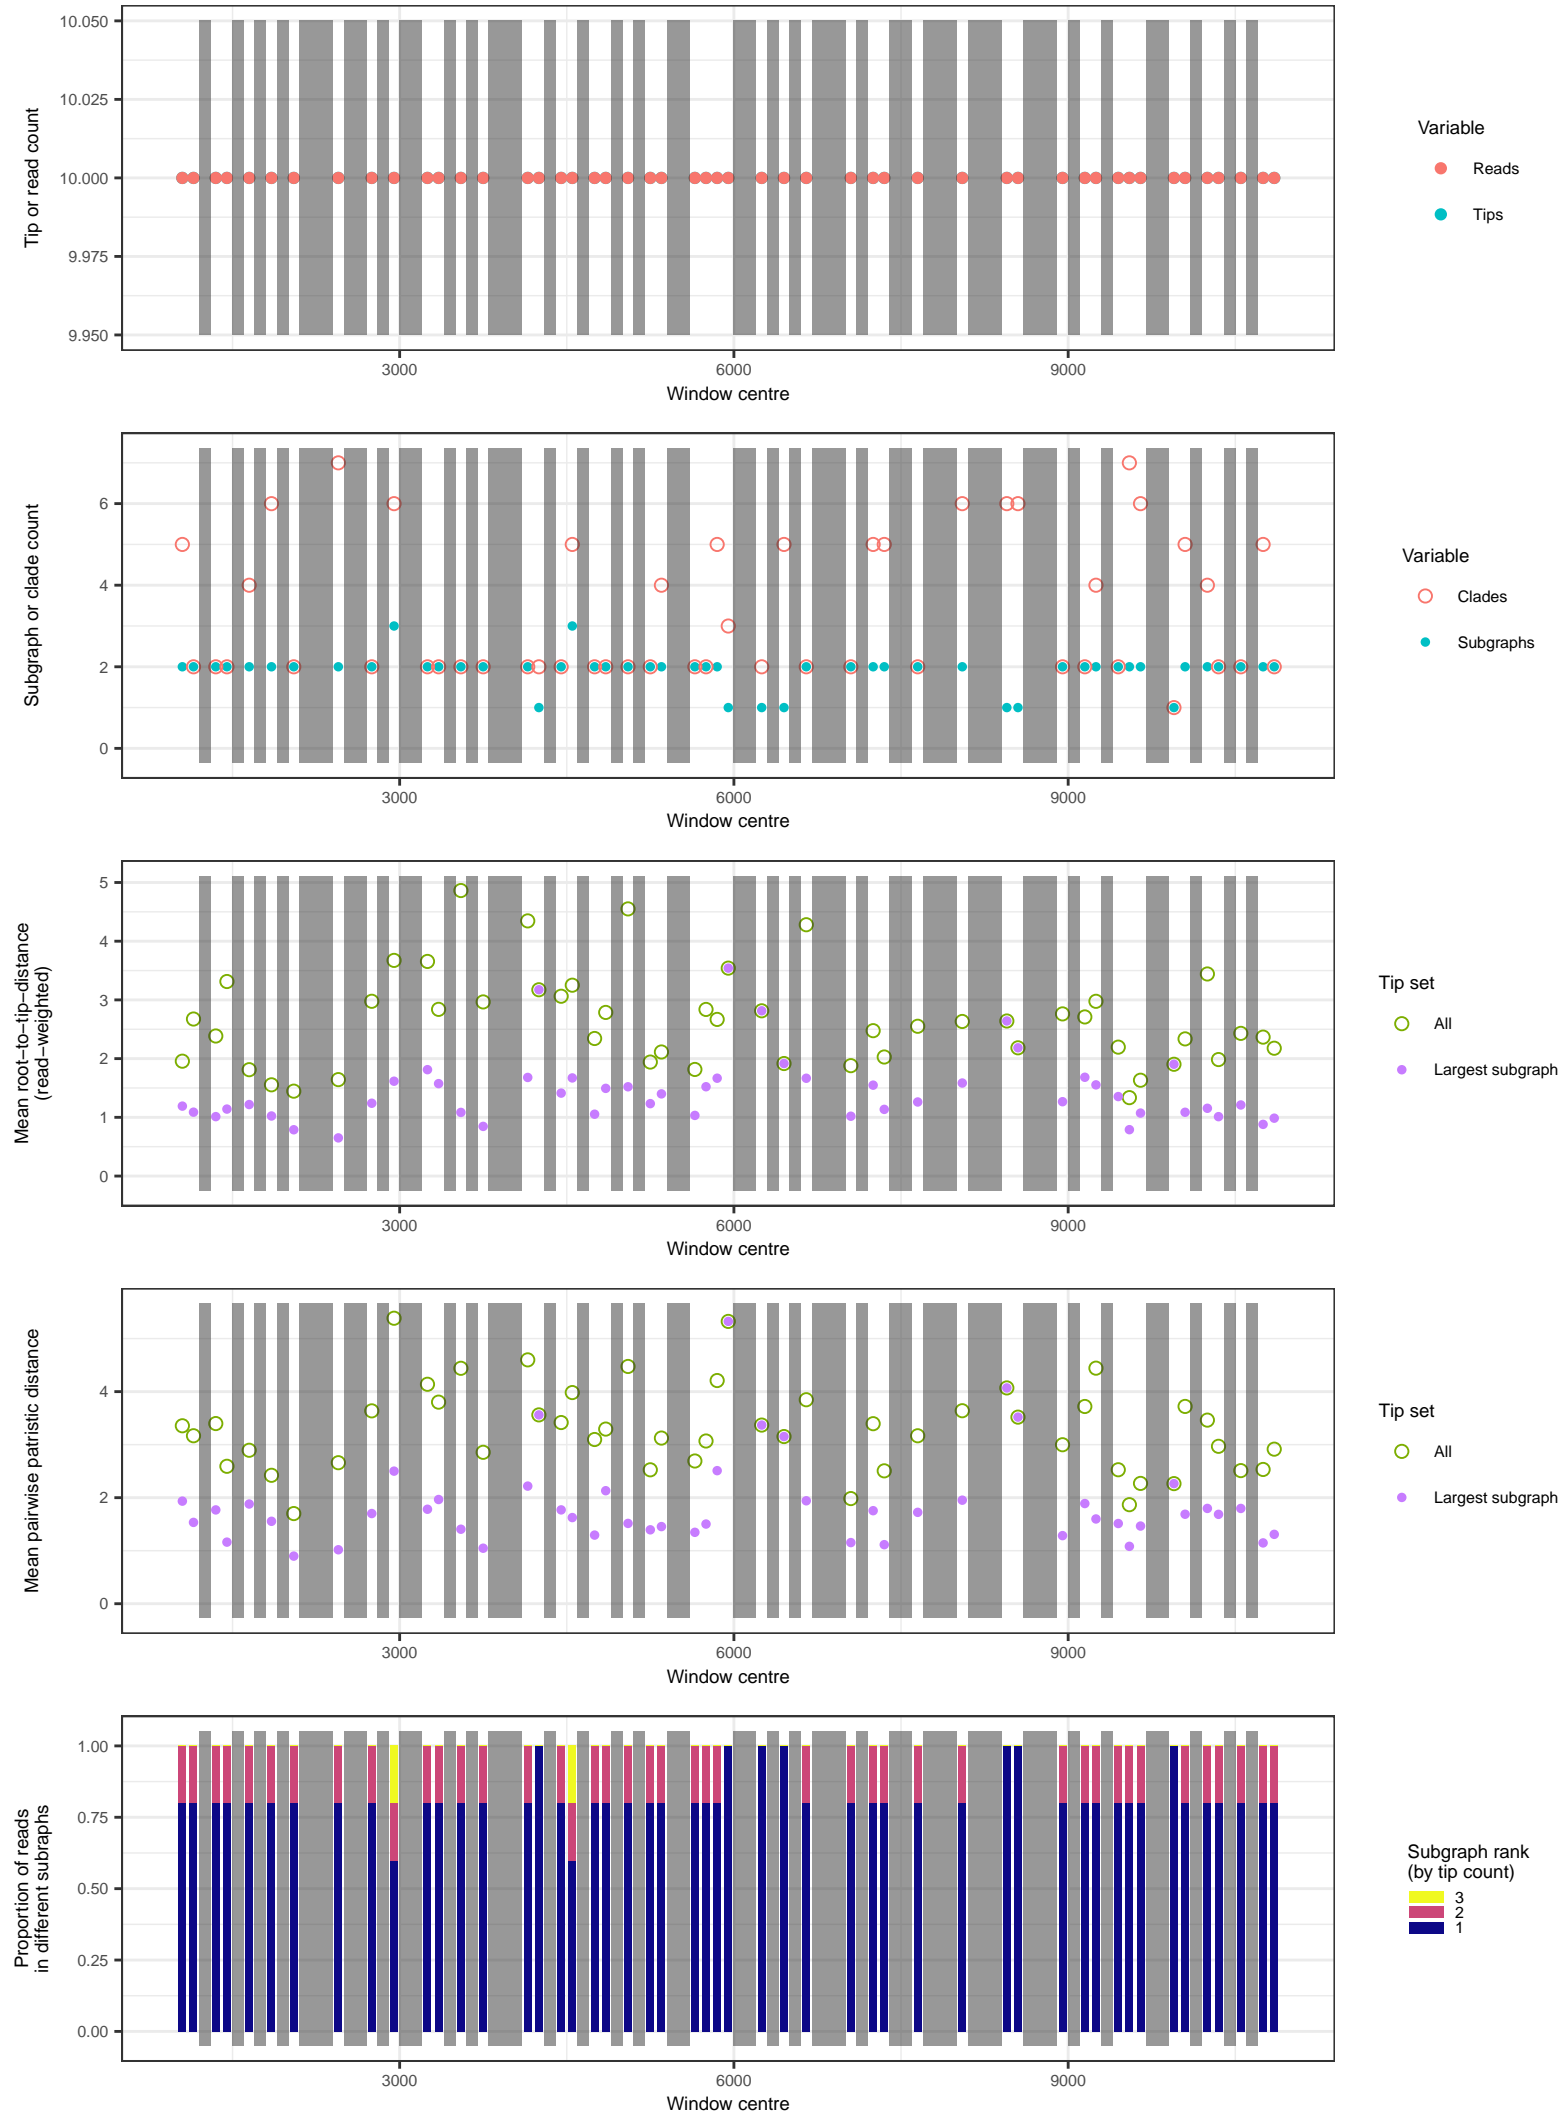 10.050
10.025
10.000
9.975
9.950
Tip or read count
3000
6000
9000
Window centre
Variable
Reads
Tips
6
4
2
0
Subgraph or clade count
3000
6000
9000
Window centre
Variable
Clades
Subgraphs
5
4
3
2
1
0
Mean root−to−tip−distance
(read−weighted)
3000
6000
9000
Window centre
Tip set
All
Largest subgraph
4
2
0
Mean pairwise patristic distance
3000
6000
9000
Window centre
Tip set
All
Largest subgraph
1.00
0.75
0.50
0.25
0.00
Proportion of reads
in different subraphs
3000
6000
9000
Window centre
Subgraph rank
(by tip count)
3
2
1